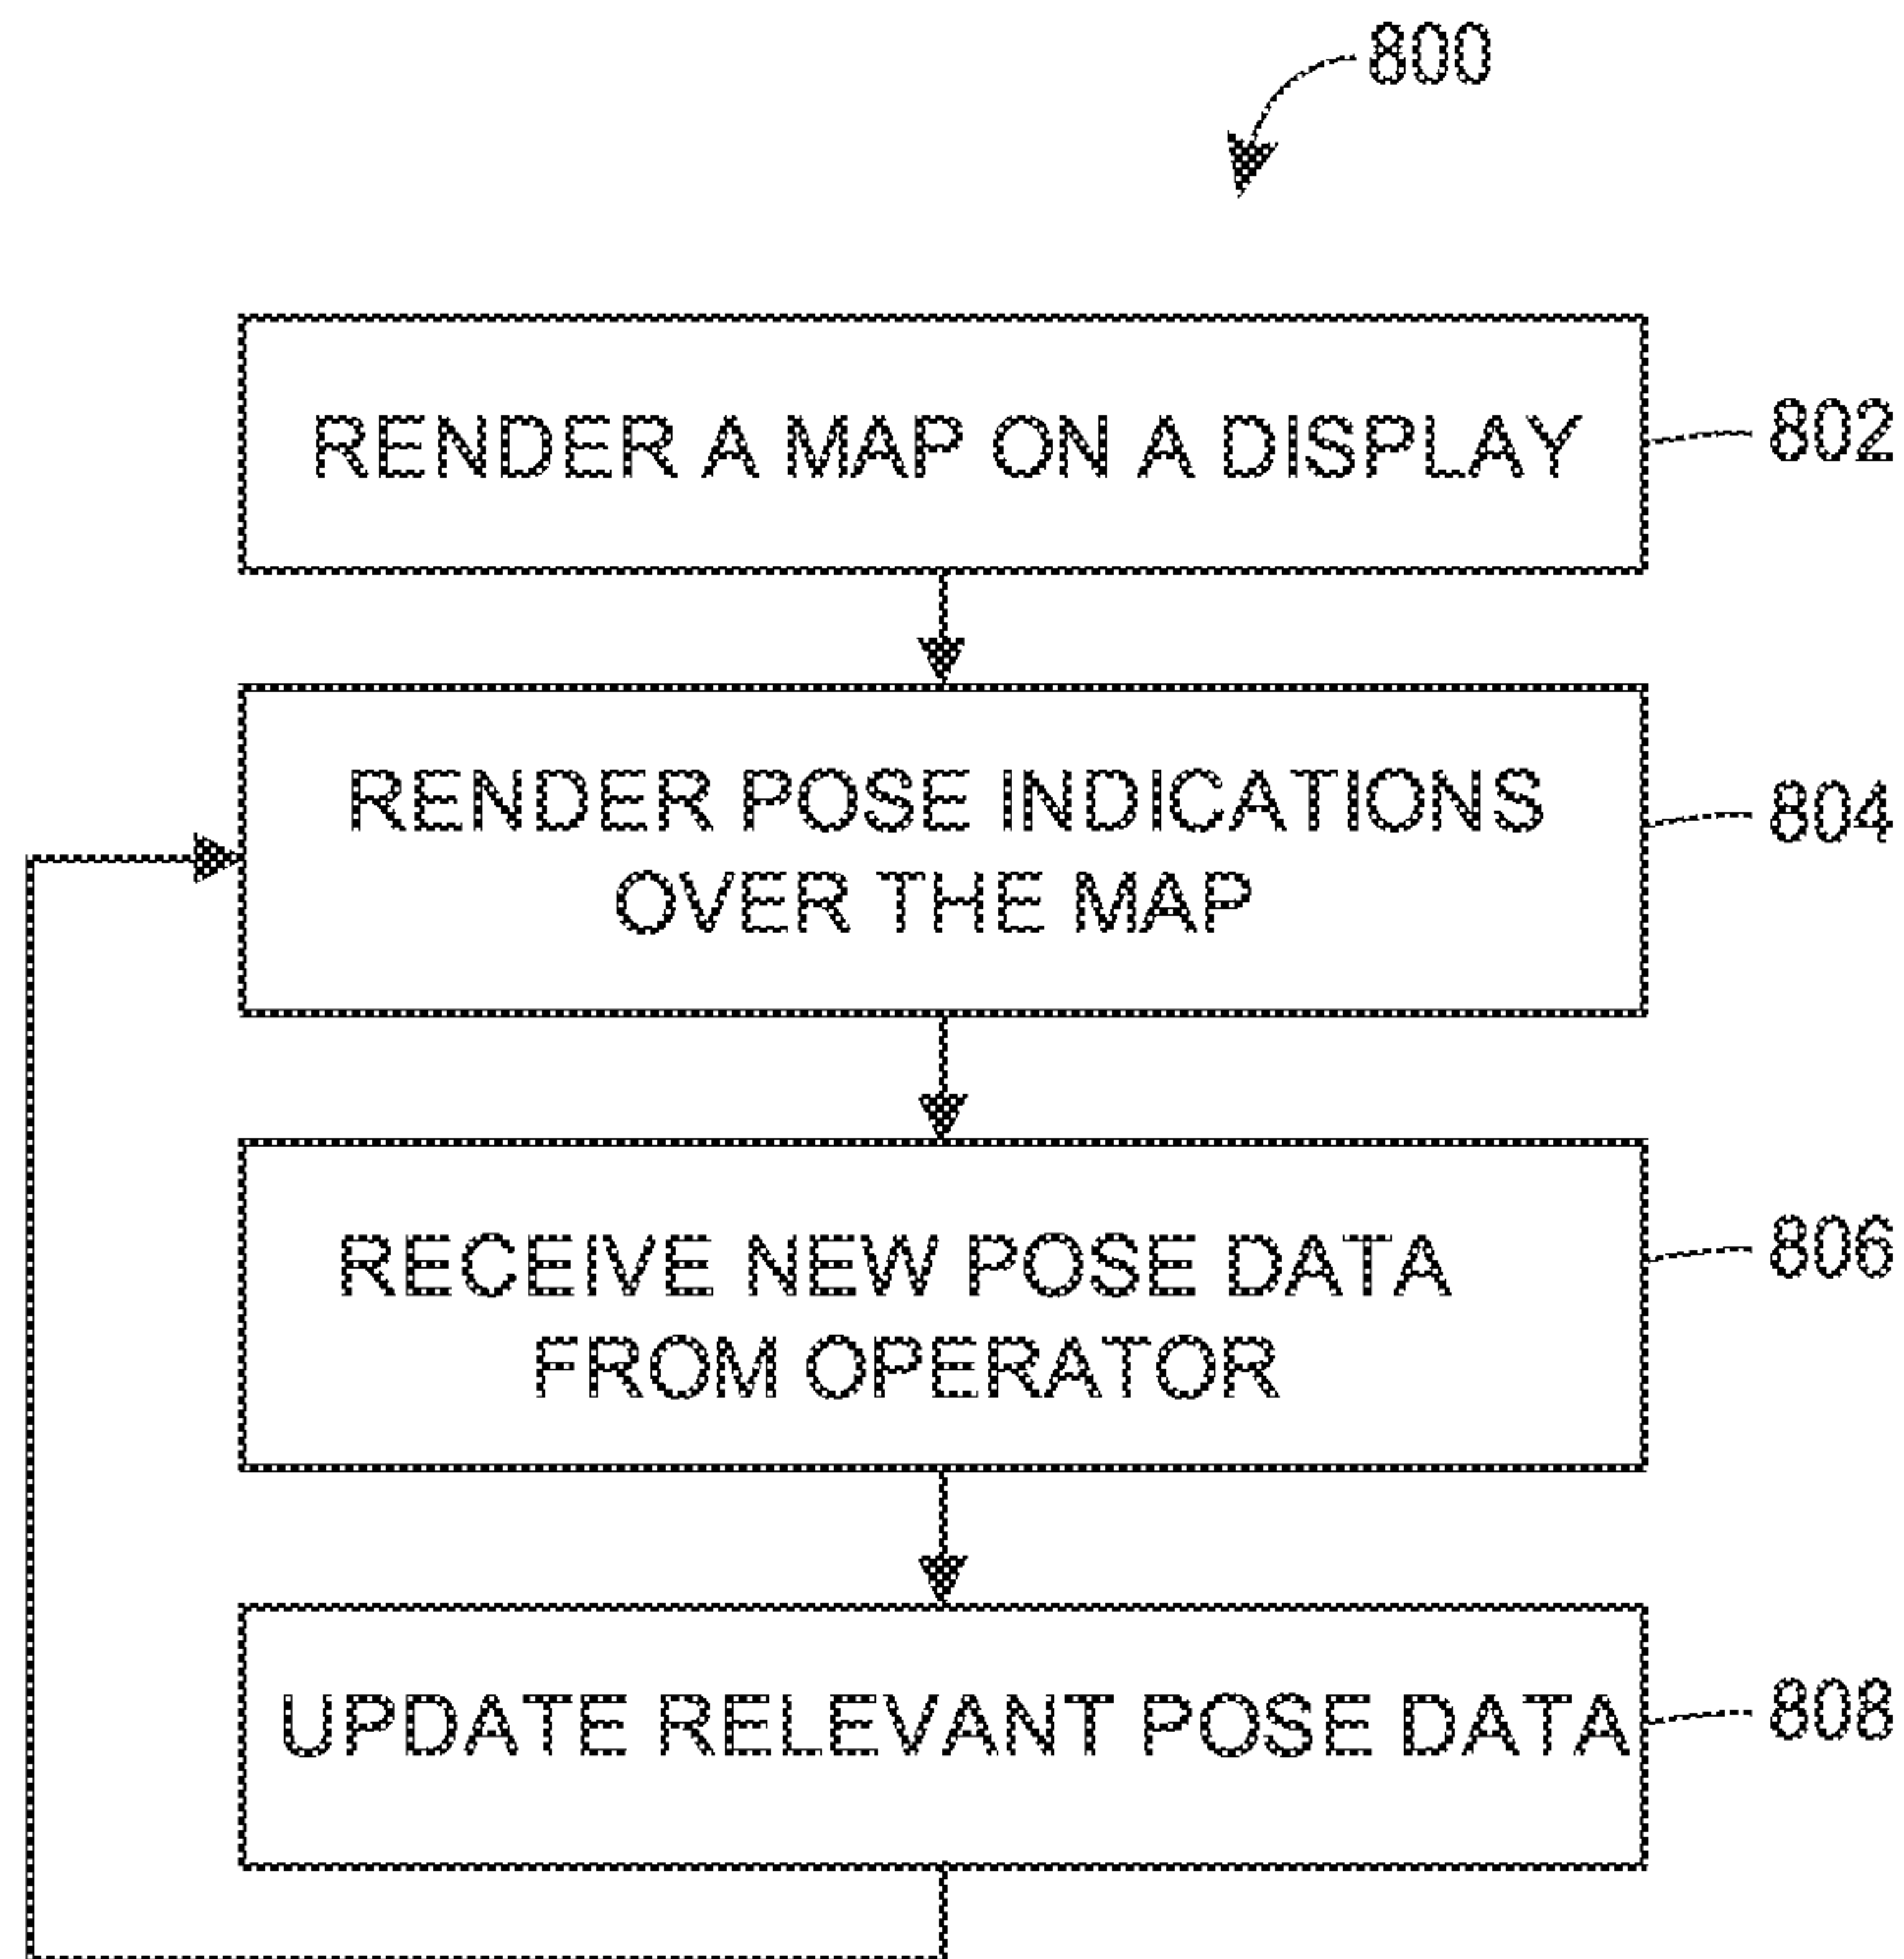 800
RENDER A MAP ON A DISPLAY
802
RENDER POSE INDICATIONS
OVER THE MAP
804
RECEIVE NEW POSE DATA
FROM OPERATOR
806
UPDATE RELEVANT POSE DATA
808